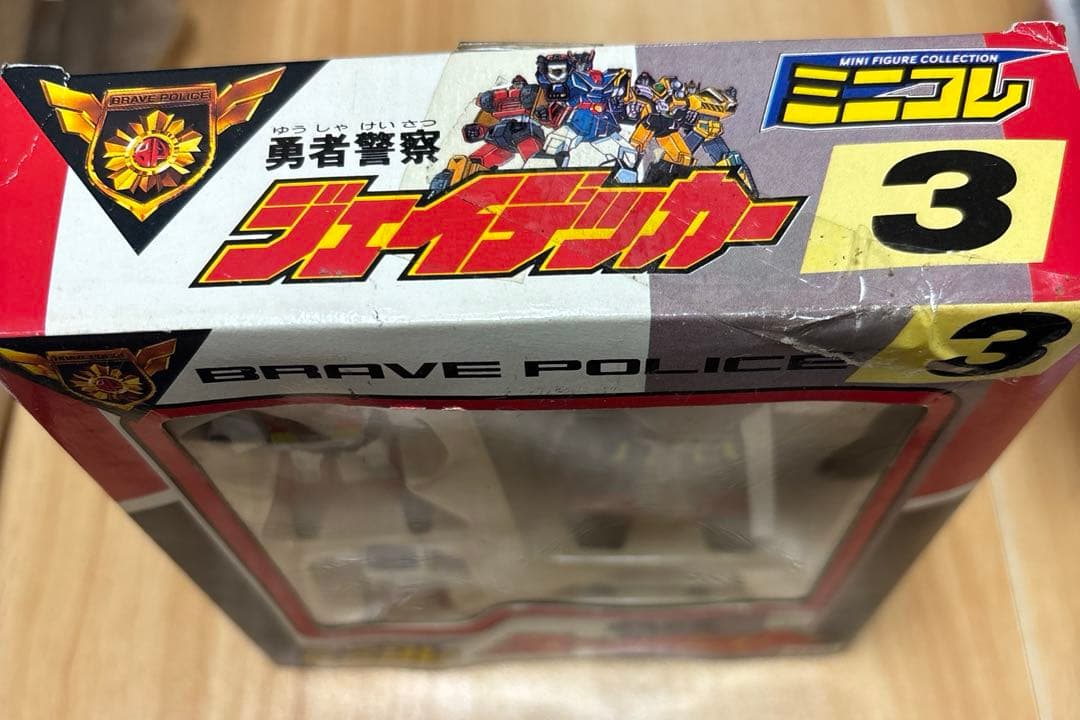 BRAVE POLICE
ゆうしゃけいさつ
勇者警察
ジェイデッカー
MINI FIGURE COLLECTION
ミニコレ
3
BRAVE POLICE
3